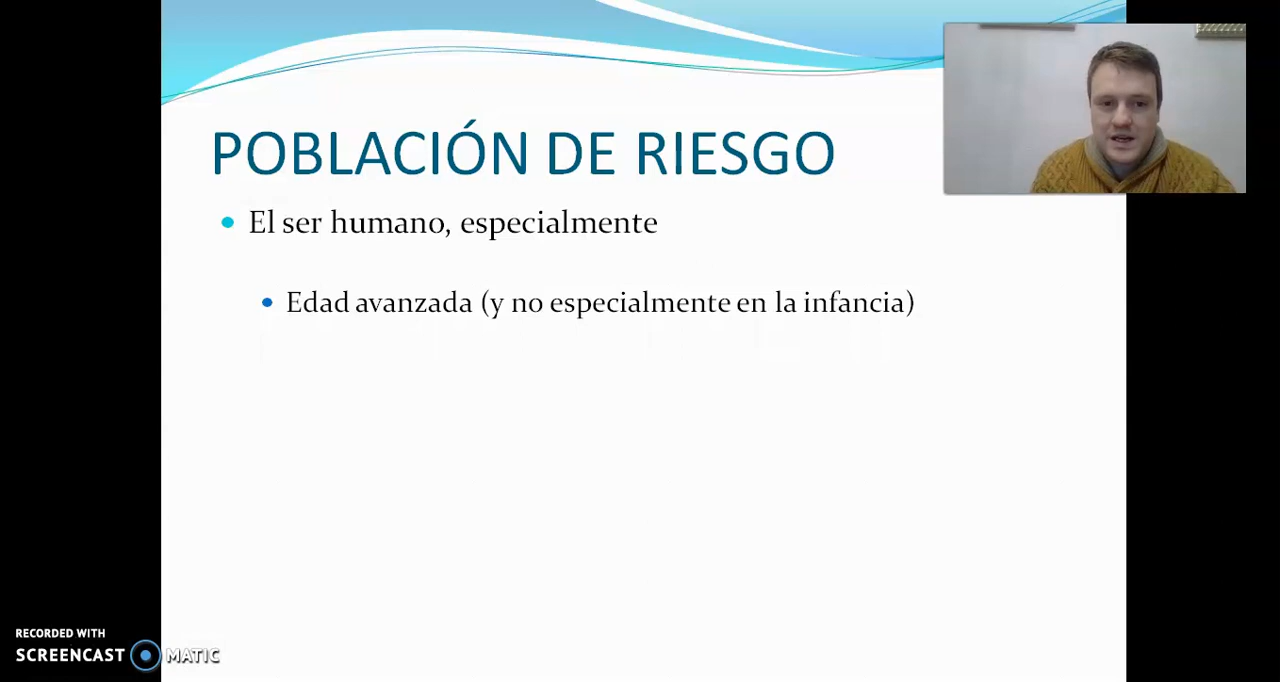 POBLACIÓN DE RIESGO
El ser humano, especialmente
Edad avanzada (y no especialmente en la infancia)
RECORDED WITH
SCREENCAST MATIC